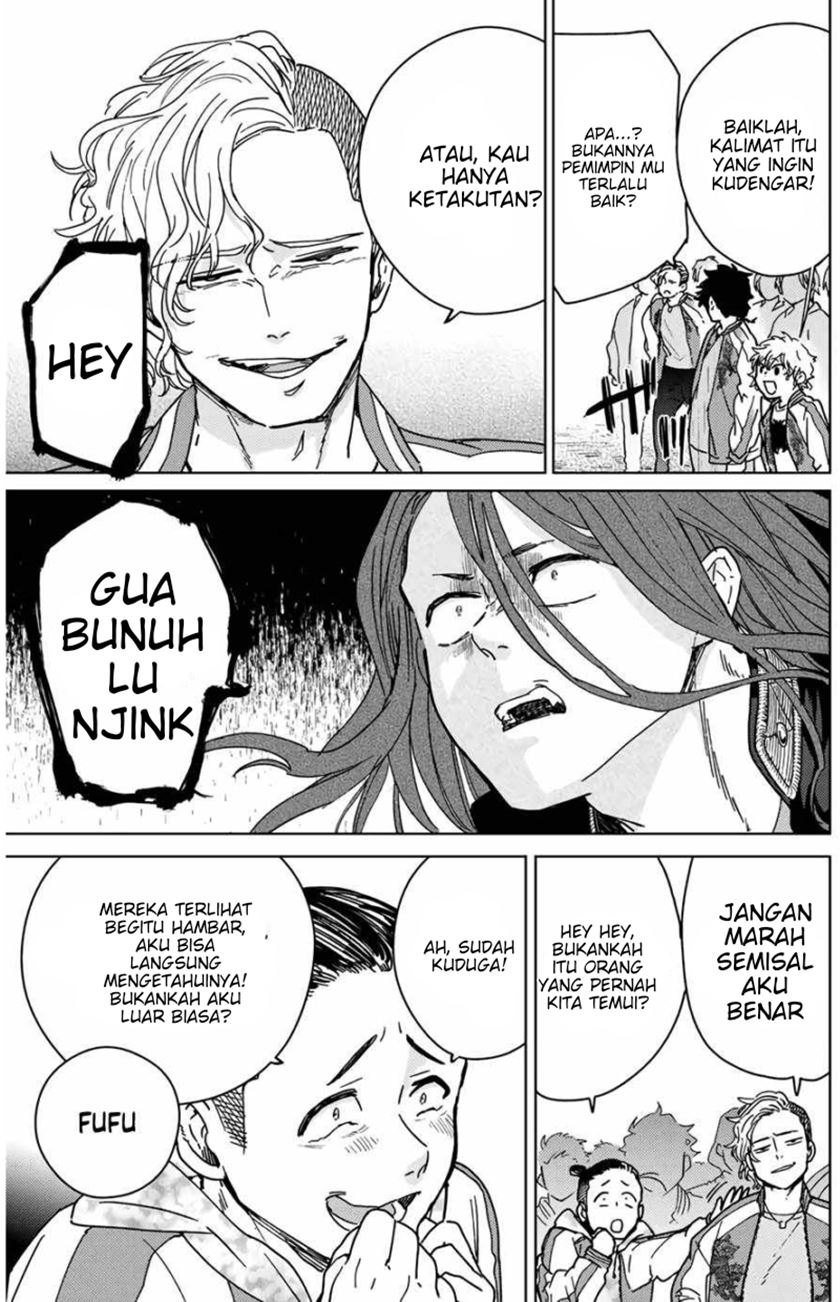 BAIKLAH,
KALIMAT ITU
YANG INGIN
KUDENGAR!
APA...?
BUKANNYA
PEMIMPIN MU
TERLALU
BAIK?
ATAU, KAU
HANYA
KETAKUTAN?
HEY
GUA
BUNUH
LU
NJINK
JANGAN
MARAH
SEMISAL
AKU
BENAR
HEY HEY,
BUKANKAH
ITU ORANG
YANG PERNAH
KITA TEMUI?
AH, SUDAH
KUDUGA!
MEREKA TERLIHAT
BEGITU HAMBAR,
AKU BISA
LANGSUNG
MENGETAHUINYA!
BUKANKAH AKU
LUAR BIASA?
FUFU